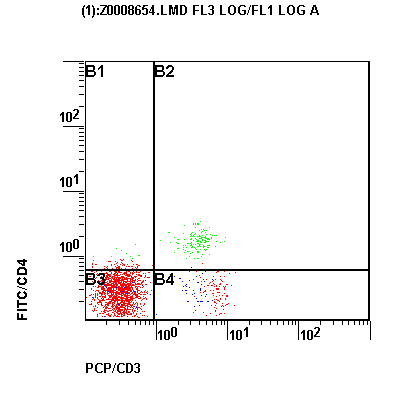 (1):Z0008654.LMD FL3 LOG/FL1 LOG A
B1 B2
10²
10¹
10⁰
B3 B4
10⁰ 10¹ 10²
FITC/CD4
PCP/CD3